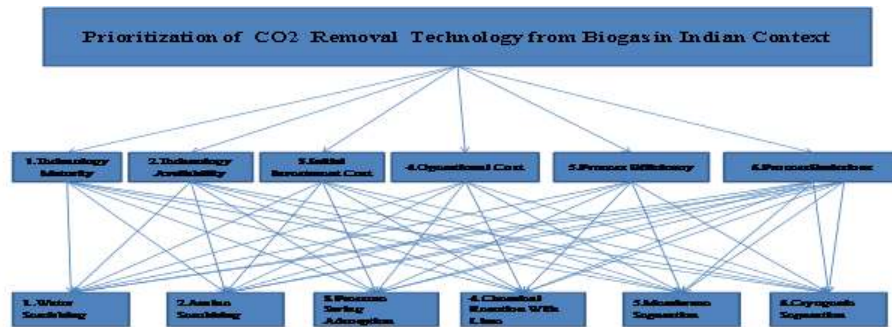 Prioritization of CO2 Removal Technology from Biogas in Indian Context
1.Technology
Maturity
2.Technology
Availability
3.Initial
Investment Cost
4.Operational Cost
5.Process Efficiency
6.Process Emissions
1.Water
Scrubbing
2.Amine
Scrubbing
3.Pressure
Swing
Adsorption
4.Chemical
Reaction With
Lime
5.Membrane
Separation
6.Cryogenic
Separation